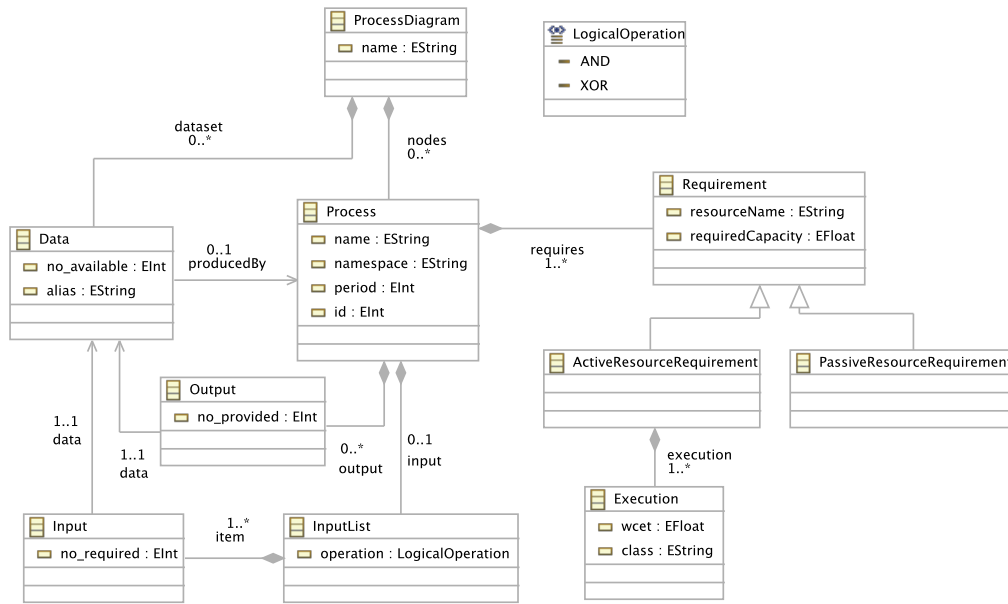 ProcessDiagram
name : EString
LogicalOperation
AND
XOR
dataset
0..*
nodes
0..*
Requirement
resourceName : EString
requiredCapacity : EFloat
Process
name : EString
namespace : EString
period : EInt
id : EInt
requires
1..*
Data
no_available : EInt
alias : EString
0..1
producedBy
ActiveResourceRequirement
PassiveResourceRequirement
Output
no_provided : EInt
1..1
data
1..1
data
0..*
output
0..1
input
execution
1..*
Execution
wcet : EFloat
class : EString
Input
no_required : EInt
1..*
item
InputList
operation : LogicalOperation